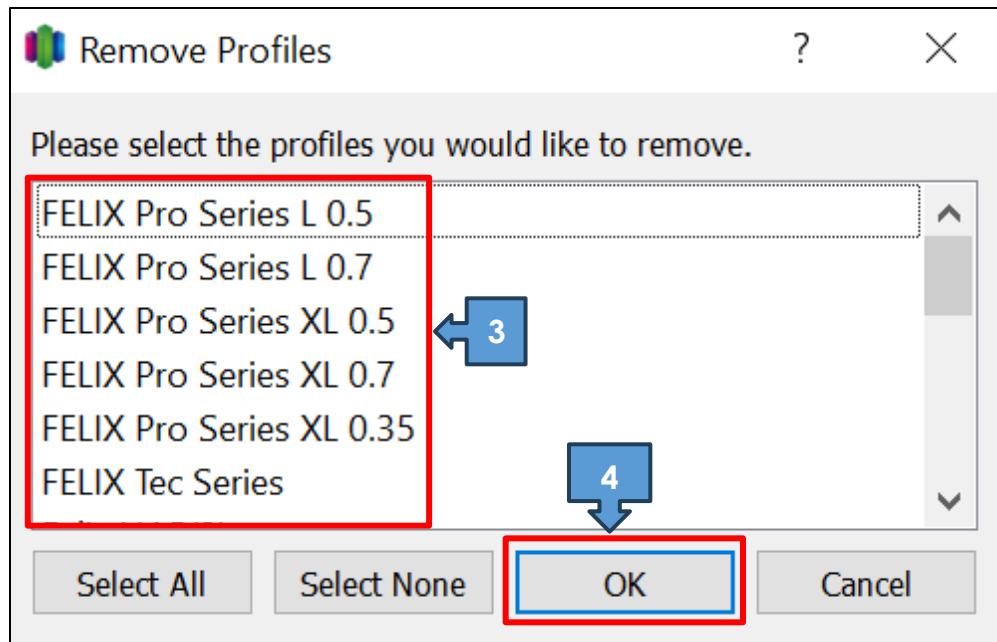 Remove Profiles
Please select the profiles you would like to remove.
FELIX Pro Series L 0.5
FELIX Pro Series L 0.7
FELIX Pro Series XL 0.5
3
FELIX Pro Series XL 0.7
FELIX Pro Series XL 0.35
FELIX Tec Series
4
Select All
Select None
OK
Cancel